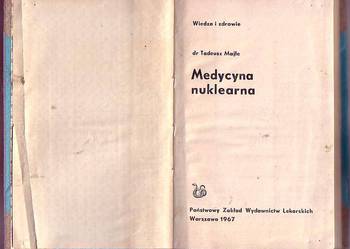 Wiedza i zdrowie
dr Tadeusz Majle
Medycyna
nuklearna
Państwowy Zakład Wydawnictw Lekarskich
Warszawa 1967